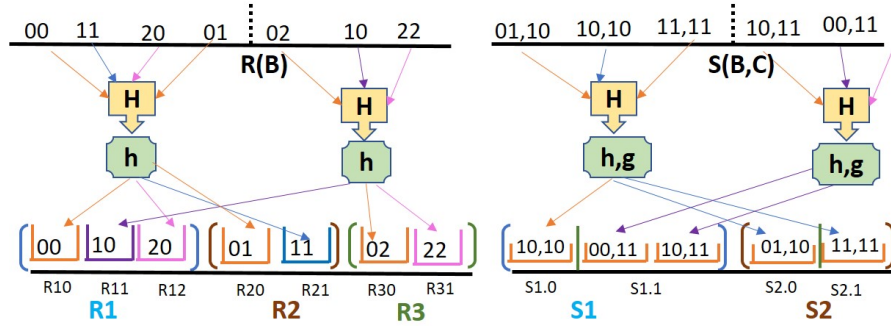 00 11 20 01 02 10 22 01,10 10,10 11,11 10,11 00,11
R(B) S(B,C)
H H H H
h h h,g h,g
00 10 20 01 11 02 22 10,10 00,11 10,11 01,10 11,11
R10 R11 R12 R20 R21 R30 R31 S1.0 S1.1 S2.0 S2.1
R1 R2 R3 S1 S2